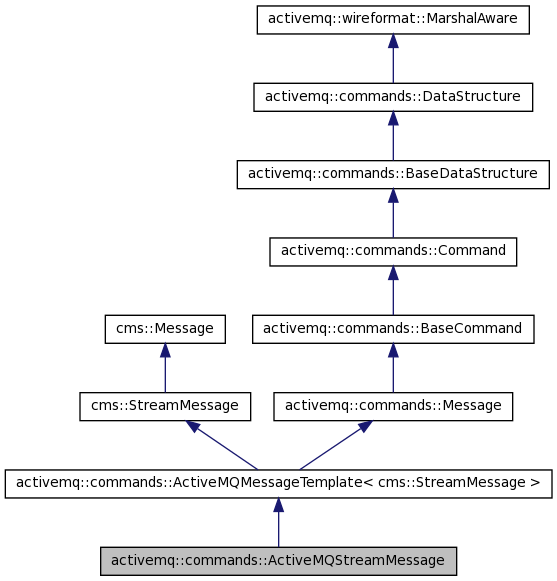 activemq::wireformat::MarshalAware
activemq::commands::DataStructure
activemq::commands::BaseDataStructure
activemq::commands::Command
cms::Message
activemq::commands::BaseCommand
cms::StreamMessage
activemq::commands::Message
activemq::commands::ActiveMQMessageTemplate< cms::StreamMessage >
activemq::commands::ActiveMQStreamMessage